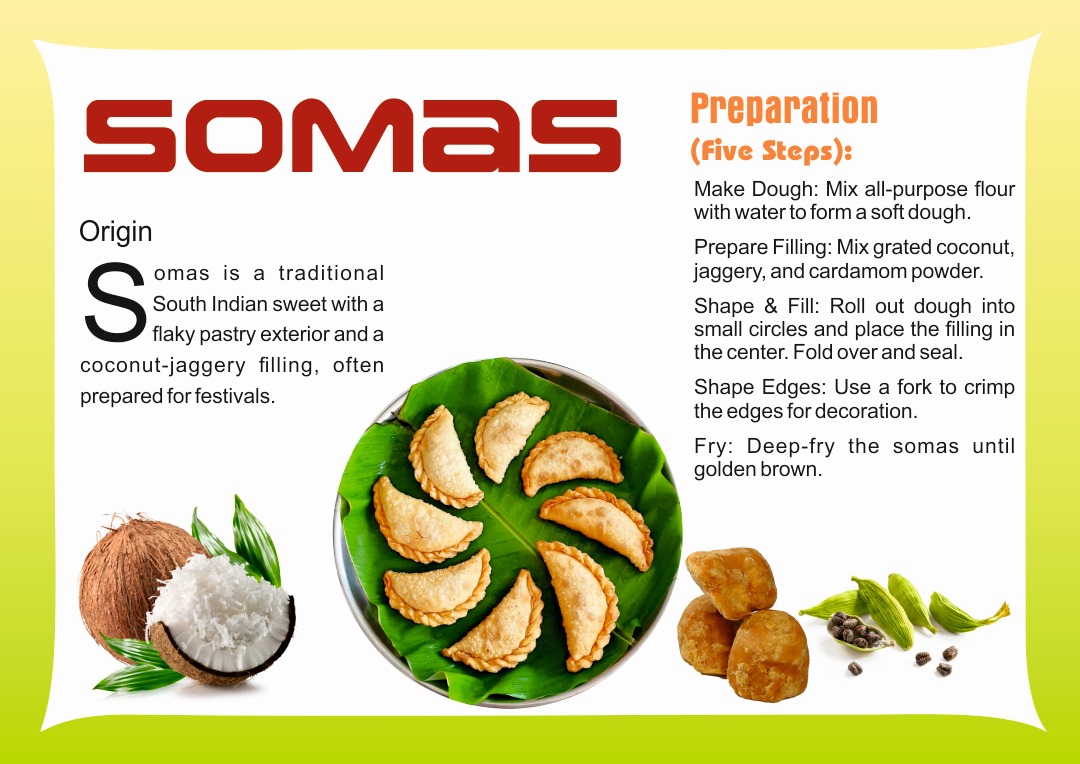 somas
Origin
Somas is a traditional
South Indian sweet with a
flaky pastry exterior and a
coconut-jaggery filling, often
prepared for festivals.
Preparation
(Five Steps):
Make Dough: Mix all-purpose flour
with water to form a soft dough.
Prepare Filling: Mix grated coconut,
jaggery, and cardamom powder.
Shape & Fill: Roll out dough into
small circles and place the filling in
the center. Fold over and seal.
Shape Edges: Use a fork to crimp
the edges for decoration.
Fry: Deep-fry the somas until
golden brown.